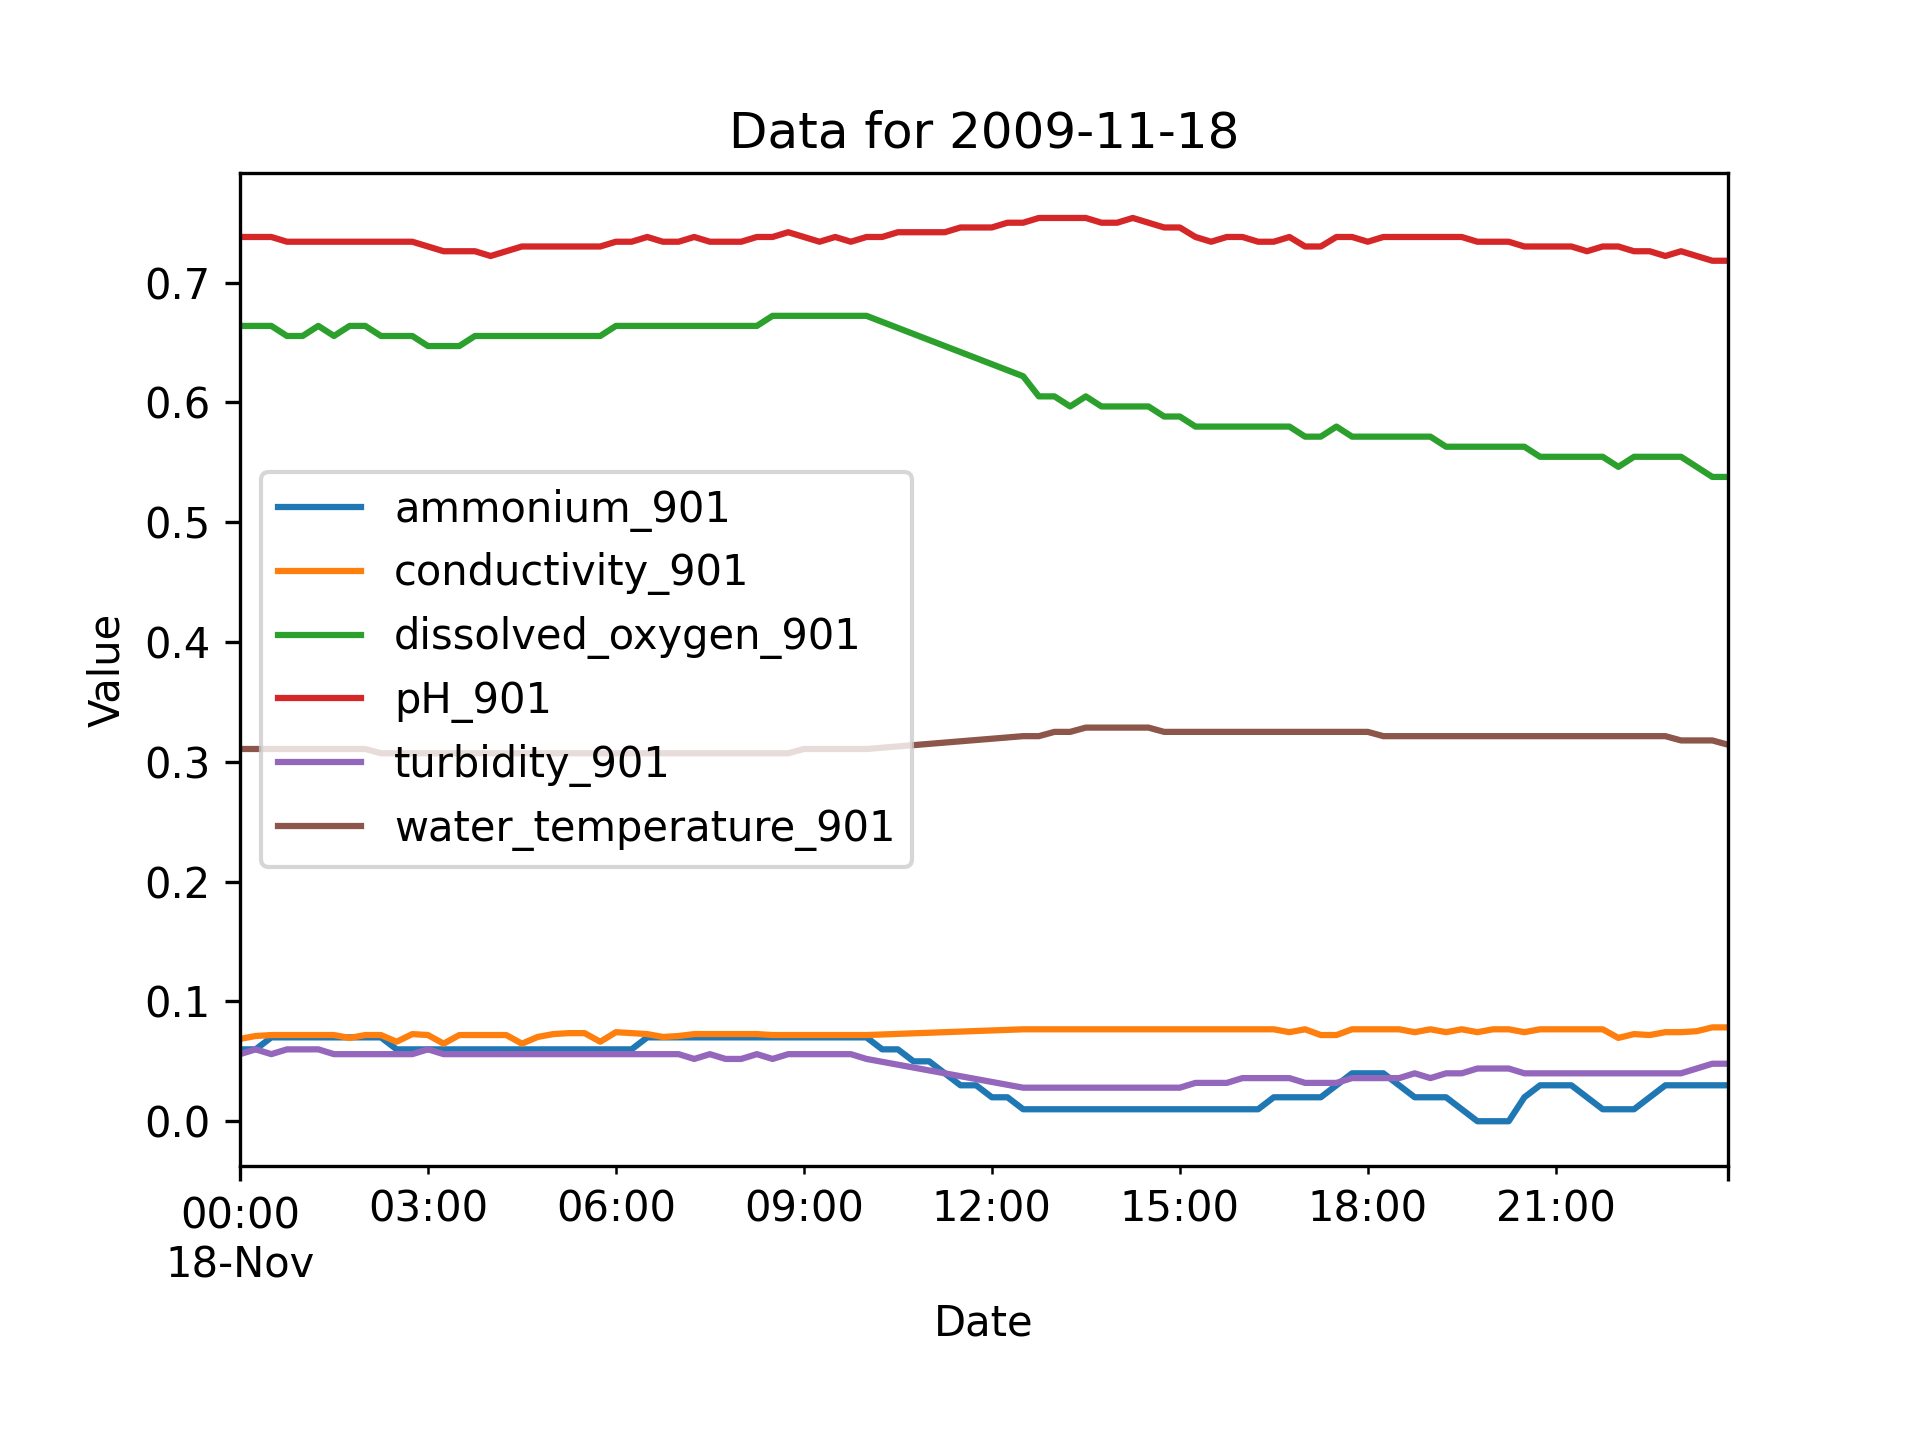 Data for 2009-11-18
Value
0.7
0.6
0.5
0.4
0.3
0.2
0.1
0.0
ammonium_901
conductivity_901
dissolved_oxygen_901
pH_901
turbidity_901
water_temperature_901
00:00 03:00 06:00 09:00 12:00 15:00 18:00 21:00
18-Nov
Date